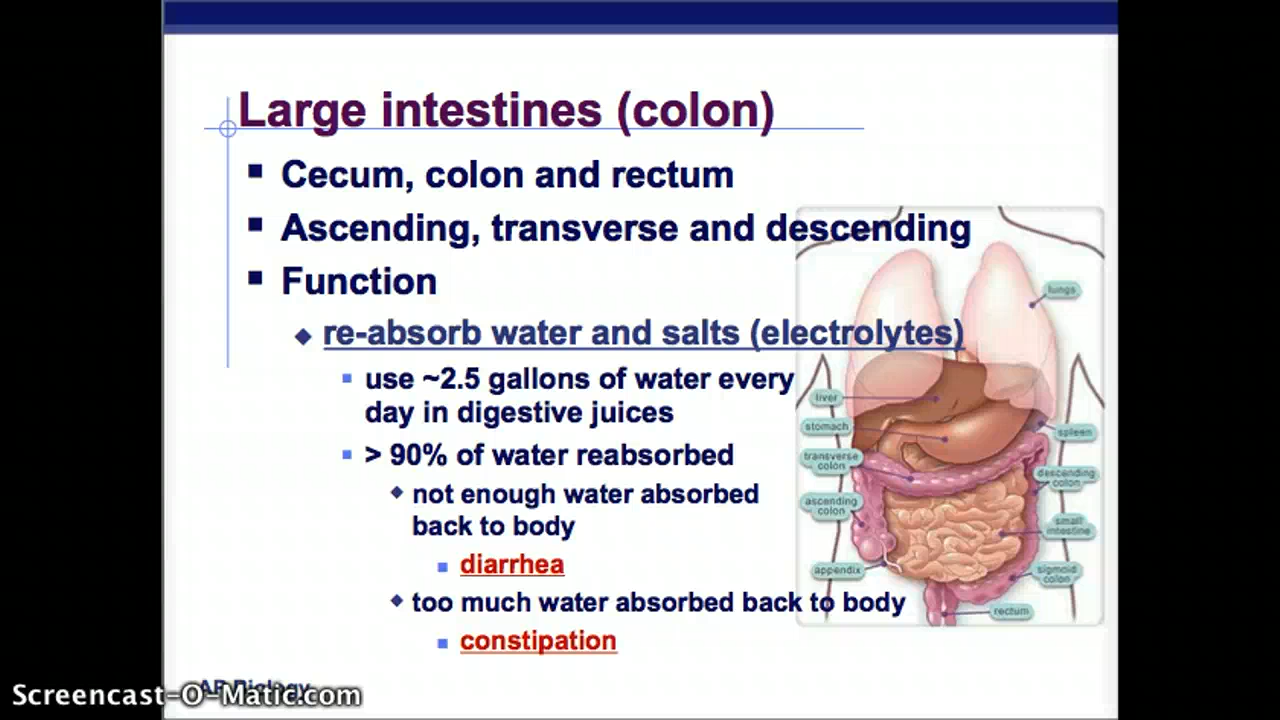 Large intestines (colon)
Cecum, colon and rectum
Ascending, transverse and descending
Function
re-absorb water and salts (electrolytes)
use ~2.5 gallons of water every
day in digestive juices
> 90% of water reabsorbed
not enough water absorbed
back to body
diarrhea
too much water absorbed back to body
constipation
lungs
liver
stomach
spleen
transverse
colon
descending
colon
ascending
colon
small
intestine
appendix
sigmoid
colon
rectum
AP Biology
Screencast-O-Matic.com